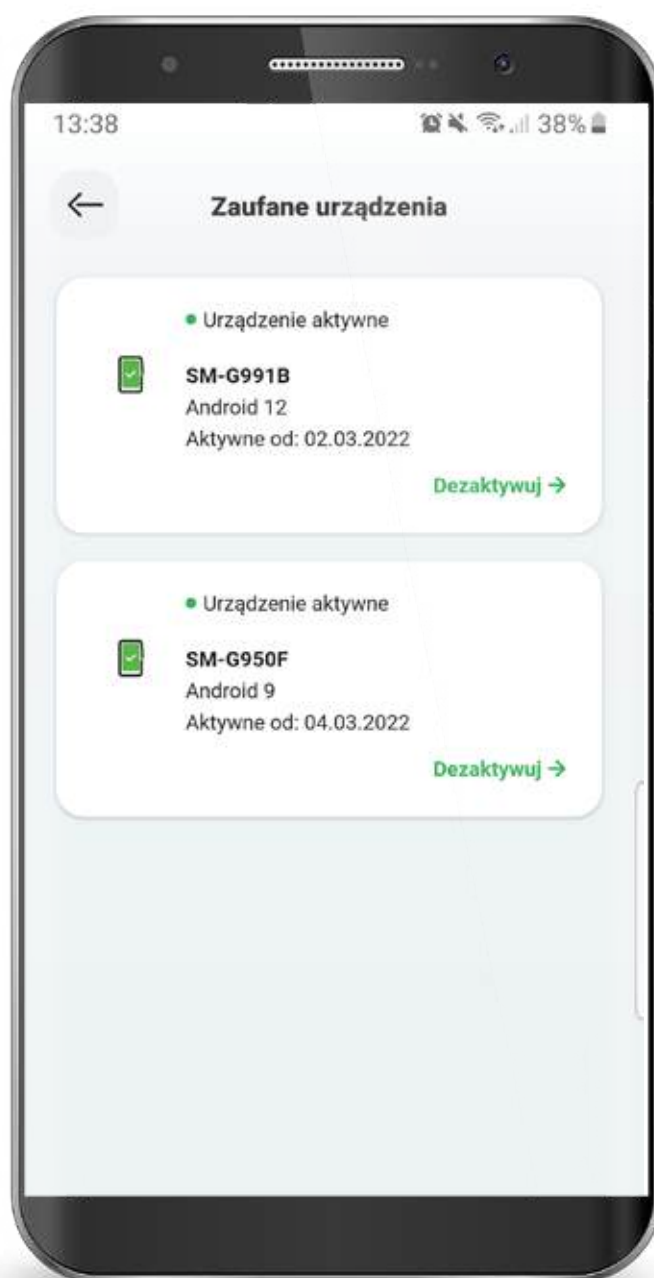 13:38 38%
Zaufane urządzenia
Urządzenie aktywne
SM-G991B
Android 12
Aktywne od: 02.03.2022
Dezaktywuj →
Urządzenie aktywne
SM-G950F
Android 9
Aktywne od: 04.03.2022
Dezaktywuj →